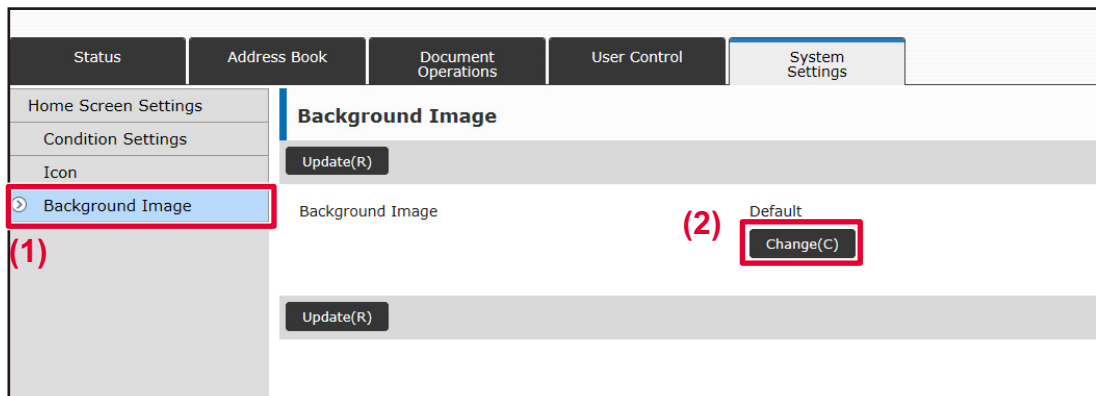 Status
Address Book
Document
Operations
User Control
System
Settings
Home Screen Settings
Condition Settings
Icon
Background Image
(1)
Background Image
Update(R)
Background Image
Default
(2)
Change(C)
Update(R)